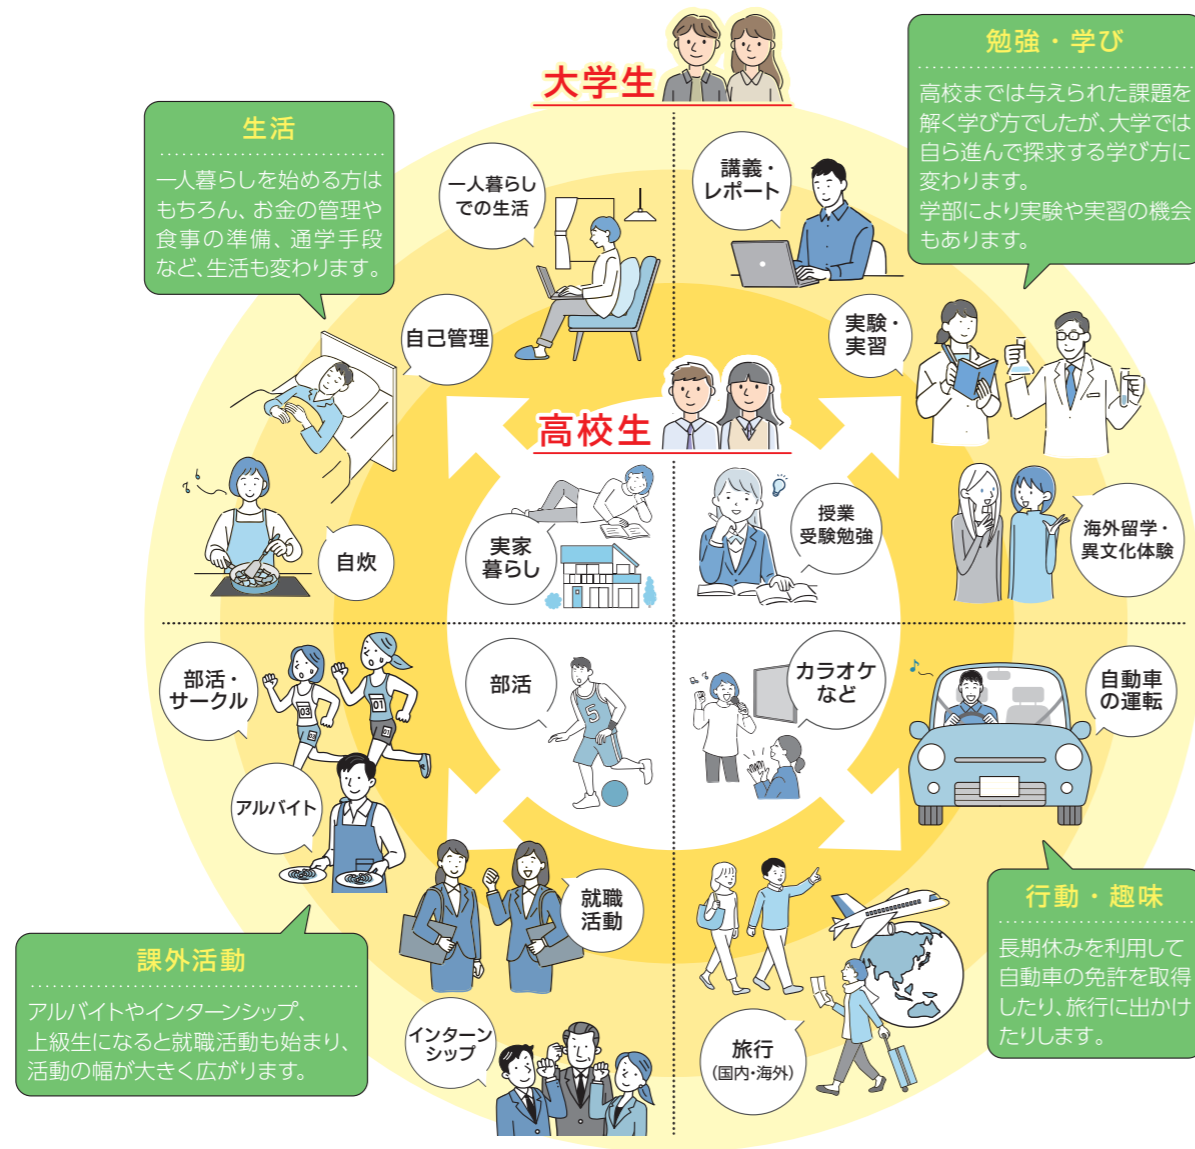 大学生
生活
一人暮らしを始める方は
もちろん、お金の管理や
食事の準備、通学手段
など、生活も変わります。
勉強・学び
高校までは与えられた課題を
解く学び方でしたが、大学では
自ら進んで探求する学び方に
変わります。
学部により実験や実習の機会
もあります。
一人暮らし
での生活
講義・
レポート
自己管理
実験・
実習
高校生
自炊
実家
暮らし
授業
受験勉強
海外留学・
異文化体験
部活・
サークル
03
03
01
01
部活
5
カラオケ
など
自動車
の運転
アルバイト
就職
活動
インターン
シップ
旅行
(国内・海外)
課外活動
アルバイトやインターンシップ、
上級生になると就職活動も始まり、
活動の幅が大きく広がります。
行動・趣味
長期休みを利用して
自動車の免許を取得
したり、旅行に出かけ
たりします。